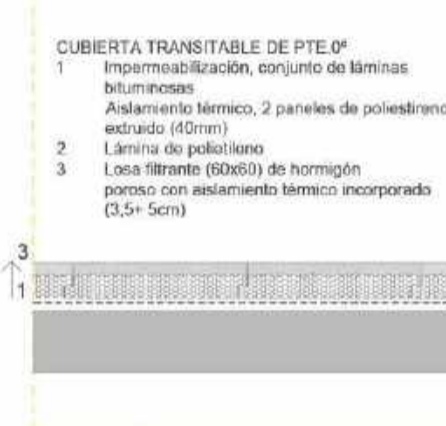 CUBIERTA TRANSITABLE DE PTE.0º
1 Impermeabilización, conjunto de láminas
bituminosas
Aislamiento térmico, 2 paneles de poliestireno
extruido (40mm)
2 Lámina de polietileno
3 Losa filtrante (60x60) de hormigón
poroso con aislamiento térmico incorporado
(3,5+ 5cm)
3
1